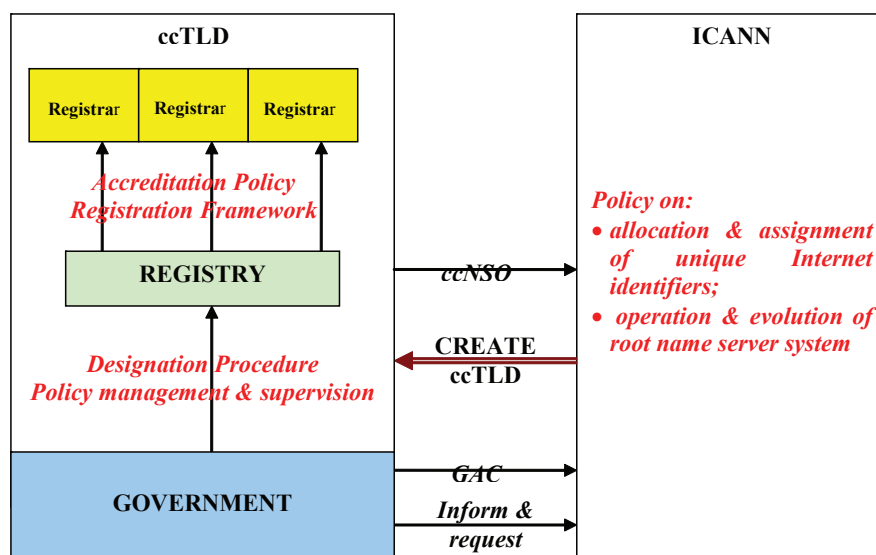 ccTLD
Registrar Registrar Registrar
Accreditation Policy
Registration Framework
REGISTRY
Designation Procedure
Policy management & supervision
GOVERNMENT
ccNSO
CREATE
ccTLD
GAC
Inform &
request
ICANN
Policy on:
• allocation & assignment
of unique Internet
identifiers;
• operation & evolution of
root name server system